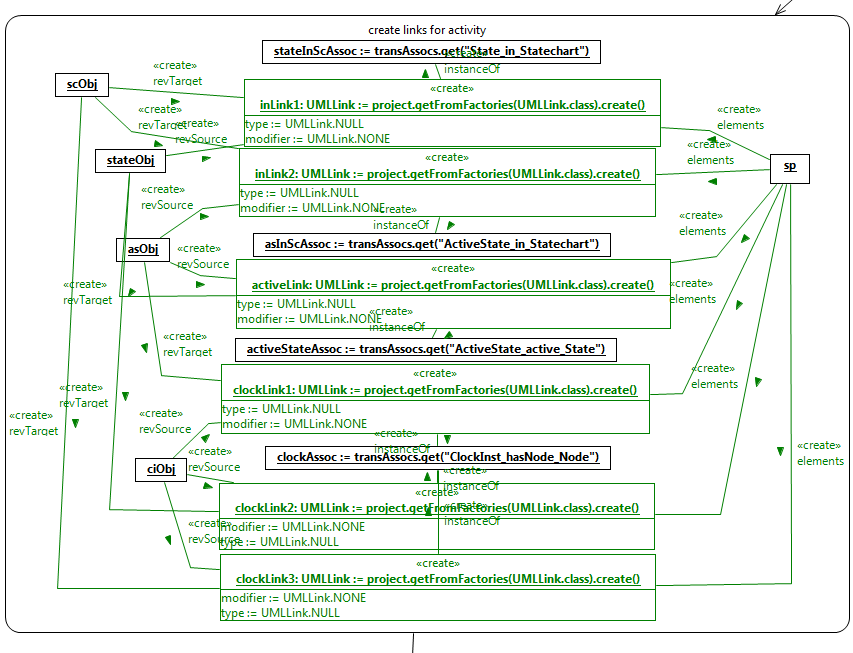 create links for activity
stateInScAssoc := transAssocs.get("State_in_Statechart")
«create»
instanceOf
«create»
revTarget
scObj
«create»
inLink1: UMLLink := project.getFromFactories(UMLLink.class).create()
type := UMLLink.NULL
modifier := UMLLink.NONE
«create»
revTarget
«create»
revSource
«create»
elements
stateObj
«create»
inLink2: UMLLink := project.getFromFactories(UMLLink.class).create()
type := UMLLink.NULL
modifier := UMLLink.NONE
«create»
elements
sp
«create»
revSource
«create»
instanceOf
«create»
elements
asInScAssoc := transAssocs.get("ActiveState_in_Statechart")
asObj
«create»
revSource
«create»
activeLink: UMLLink := project.getFromFactories(UMLLink.class).create()
type := UMLLink.NULL
modifier := UMLLink.NONE
«create»
revTarget
«create»
elements
«create»
instanceOf
activeStateAssoc := transAssocs.get("ActiveState_active_State")
«create»
revTarget
«create»
clockLink1: UMLLink := project.getFromFactories(UMLLink.class).create()
type := UMLLink.NULL
modifier := UMLLink.NONE
«create»
elements
«create»
revTarget
«create»
revTarget
«create»
revSource
«create»
instanceOf
clockAssoc := transAssocs.get("ClockInst_hasNode_Node")
«create»
elements
ciObj
«create»
revSource
«create»
instanceOf
«create»
clockLink2: UMLLink := project.getFromFactories(UMLLink.class).create()
modifier := UMLLink.NONE
type := UMLLink.NULL
«create»
instanceOf
«create»
revSource
«create»
clockLink3: UMLLink := project.getFromFactories(UMLLink.class).create()
modifier := UMLLink.NONE
type := UMLLink.NULL